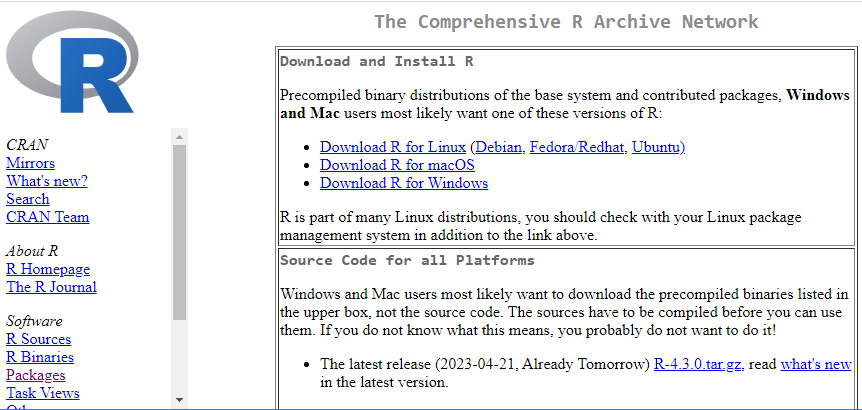 The Comprehensive R Archive Network
R
CRAN
Mirrors
What's new?
Search
CRAN Team
About R
R Homepage
The R Journal
Software
R Sources
R Binaries
Packages
Task Views
Download and Install R
Precompiled binary distributions of the base system and contributed packages, Windows
and Mac users most likely want one of these versions of R:
• Download R for Linux (Debian, Fedora/Redhat, Ubuntu)
• Download R for macOS
• Download R for Windows
R is part of many Linux distributions, you should check with your Linux package
management system in addition to the link above.
Source Code for all Platforms
Windows and Mac users most likely want to download the precompiled binaries listed in
the upper box, not the source code. The sources have to be compiled before you can use
them. If you do not know what this means, you probably do not want to do it!
• The latest release (2023-04-21, Already Tomorrow) R-4.3.0.tar.gz, read what's new
in the latest version.